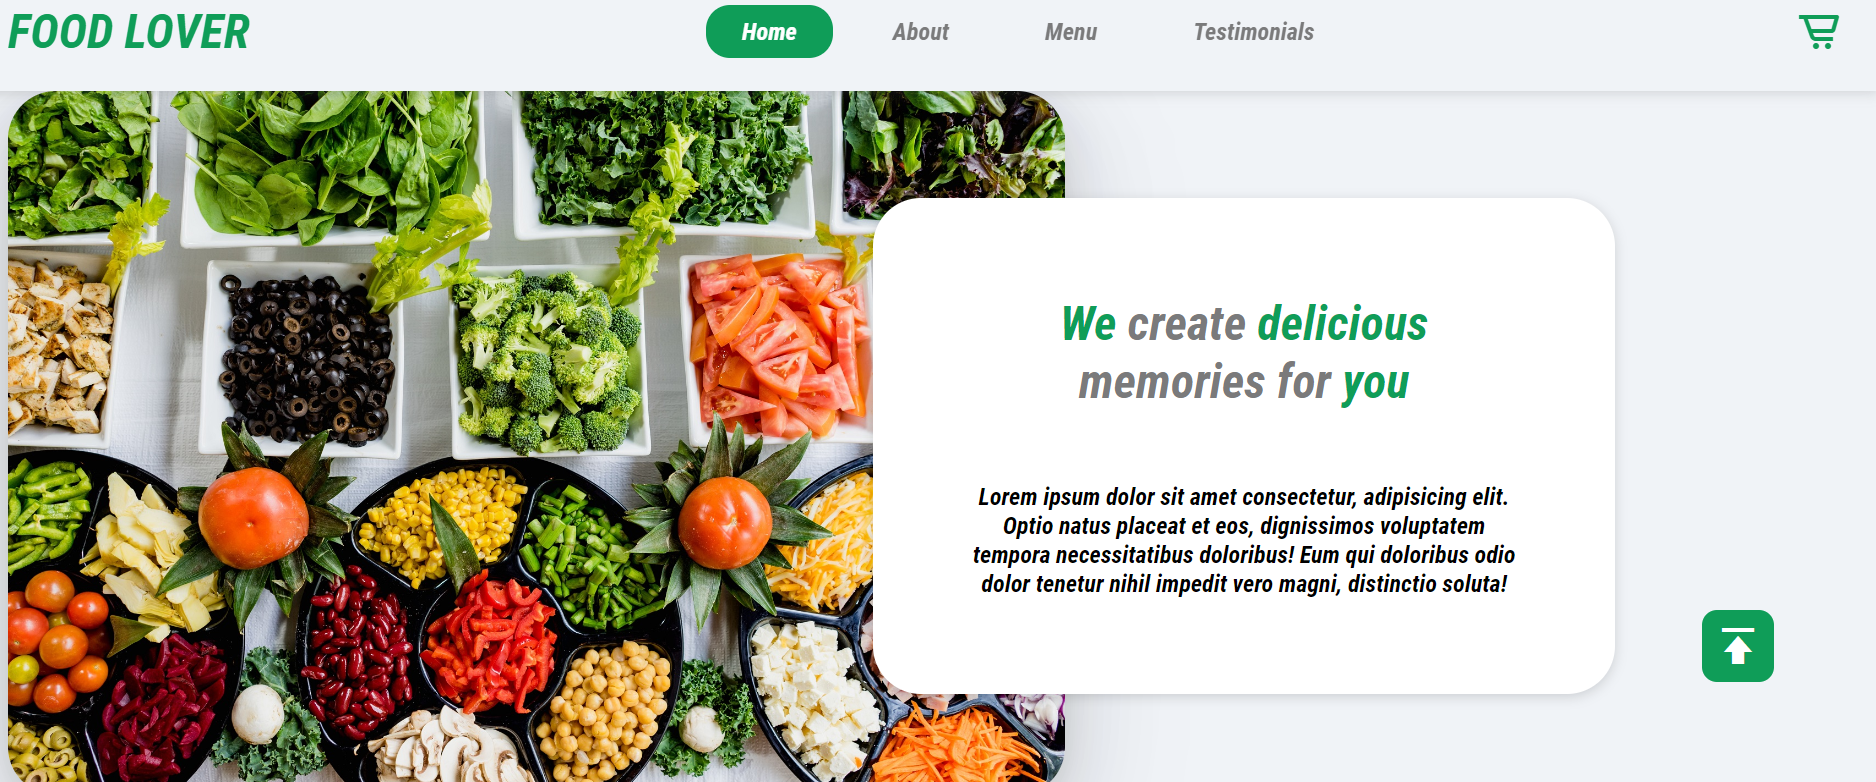 FOOD LOVER
Home About Menu Testimonials
We create delicious
memories for you
Lorem ipsum dolor sit amet consectetur, adipisicing elit.
Optio natus placeat et eos, dignissimos voluptatem
tempora necessitatibus doloribus! Eum qui doloribus odio
dolor tenetur nihil impedit vero magni, distinctio soluta!